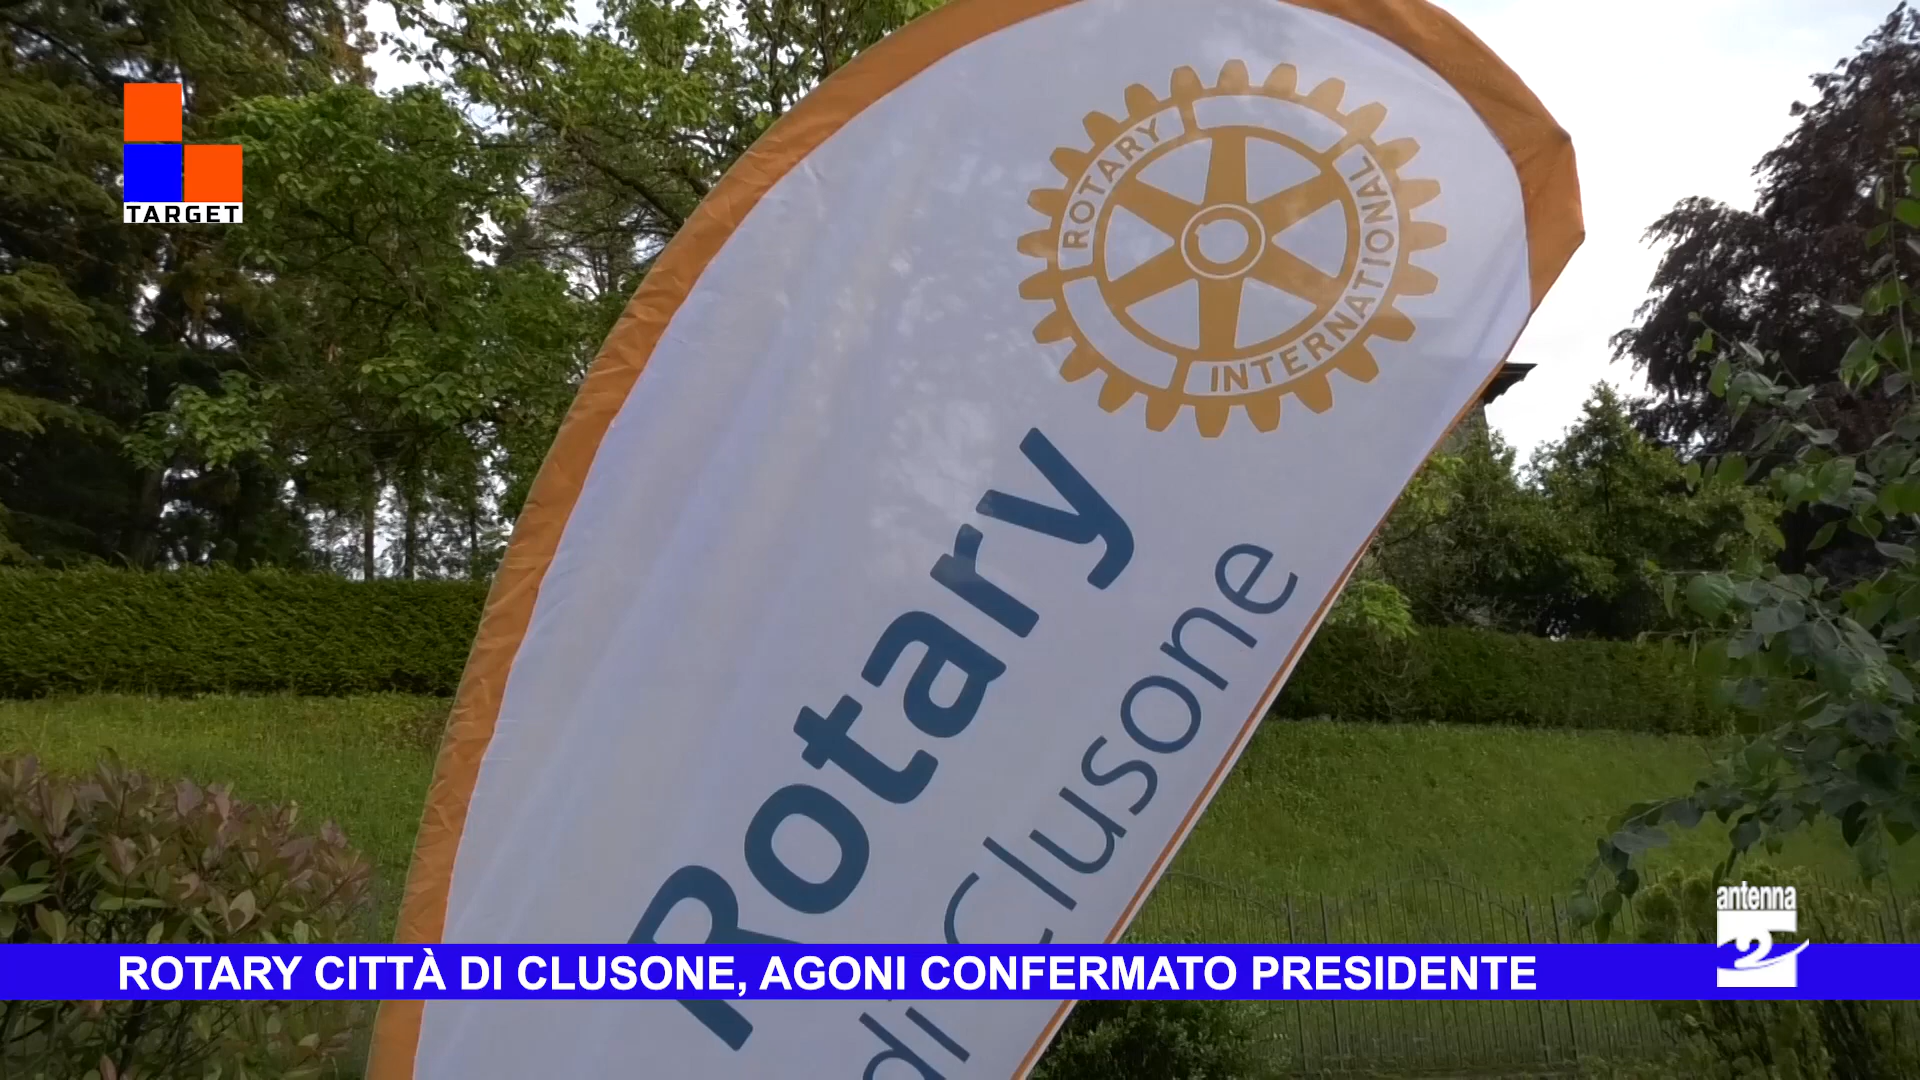 TARGET
ROTARY
INTERNATIONAL
Rotary
di Clusone
antenna
2
ROTARY CITTÀ DI CLUSONE, AGONI CONFERMATO PRESIDENTE